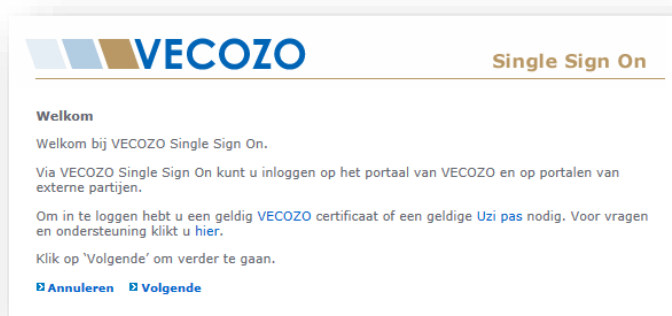 VECOZO
Single Sign On
Welkom
Welkom bij VECOZO Single Sign On.
Via VECOZO Single Sign On kunt u inloggen op het portaal van VECOZO en op portalen van
externe partijen.
Om in te loggen hebt u een geldig VECOZO certificaat of een geldige Uzi pas nodig. Voor vragen
en ondersteuning klikt u hier.
Klik op 'Volgende' om verder te gaan.
Annuleren Volgende